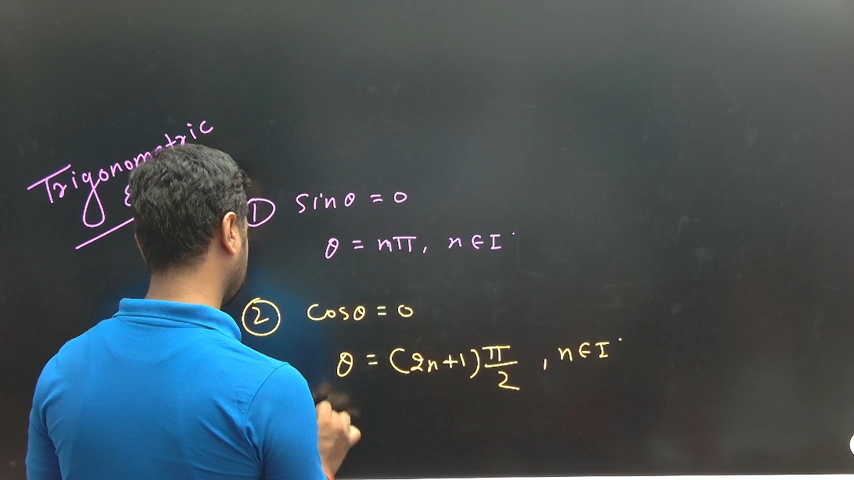 Trigonometric
① sinθ = 0
θ = nπ, n∈I
② cosθ = 0
θ = (2n+1)π/2, n∈I